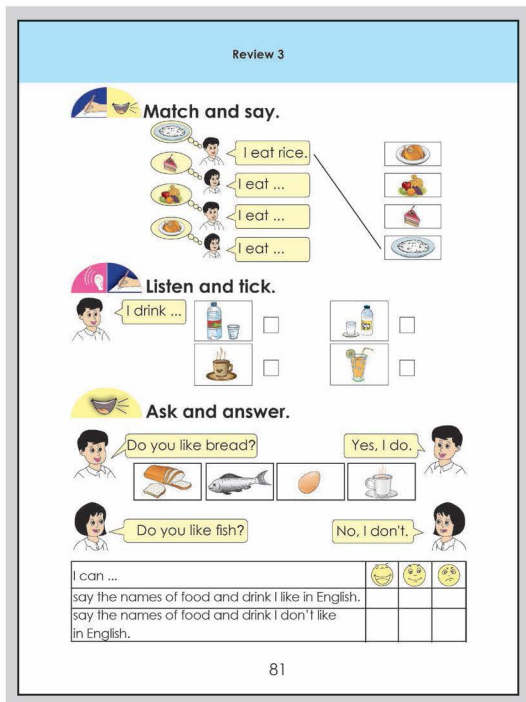 Review 3
Match and say.
I eat rice.
I eat ...
I eat ...
I eat ...
Listen and tick.
I drink ...
Ask and answer.
Do you like bread?
Yes, I do.
Do you like fish?
No, I don't.
I can ...
say the names of food and drink I like in English.
say the names of food and drink I don't like
in English.
81